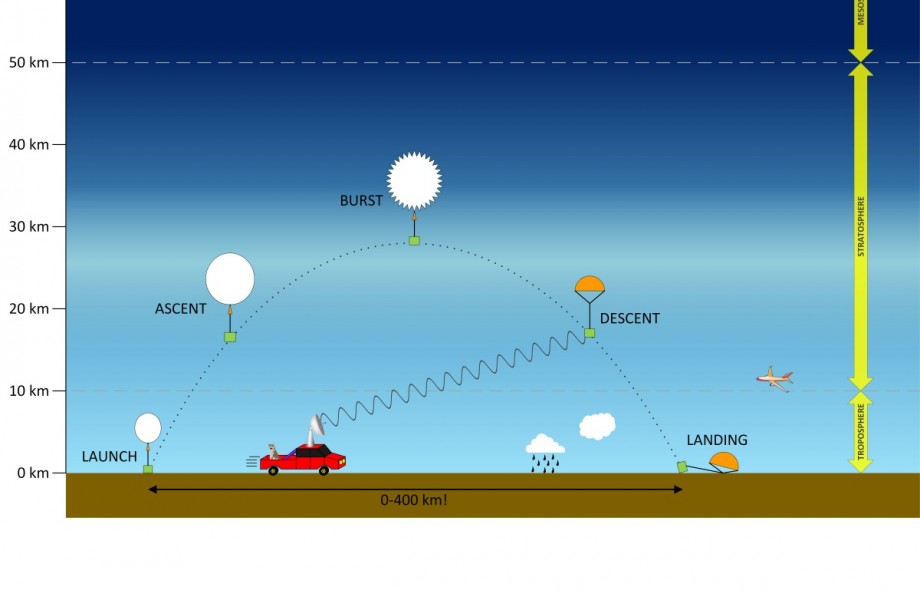 MESOS
50 km
40 km
BURST
30 km
STRATOSPHERE
ASCENT
20 km
DESCENT
10 km
TROPOSPHERE
LANDING
LAUNCH
0 km
0-400 km!